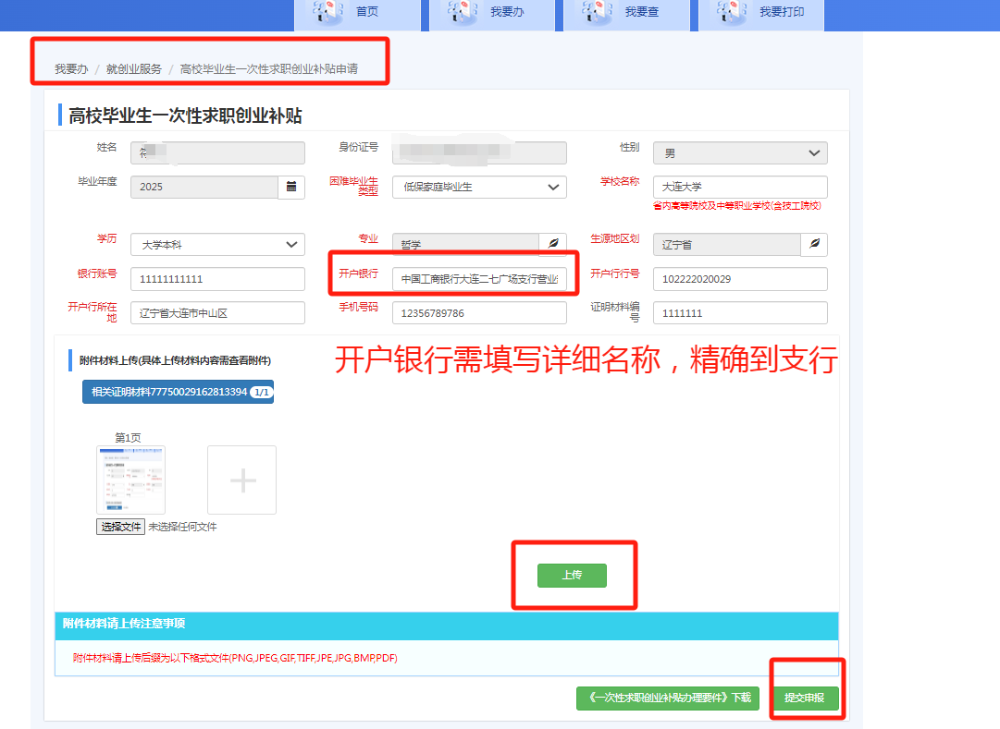 首页 我要办 我要查 我要打印
我要办 / 就创业服务 / 高校毕业生一次性求职创业补贴申请
高校毕业生一次性求职创业补贴
姓名 身份证号 性别 男
毕业年度 2025 困难毕业生类型 低保家庭毕业生 学校名称 大连大学
省内高等院校及中等职业学校(含技工院校)
学历 大学本科 专业 哲学 生源地区划 辽宁省
银行账号 11111111111 开户银行 中国工商银行大连二七广场支行营业 开户行行号 102222020029
开户行所在地 辽宁省大连市中山区 手机号码 12356789786 证明材料编号 1111111
附件材料上传(具体上传材料内容需查看附件)
开户银行需填写详细名称，精确到支行
相关证明材料77750029162813394 1/1
第1页
选择文件 未选择任何文件
上传
附件材料请上传注意事项
附件材料请上传后缀为以下格式文件(PNG,JPEG,GIF,TIFF,JPE,JPG,BMP,PDF)
《一次性求职创业补贴办理要件》下载 提交申报